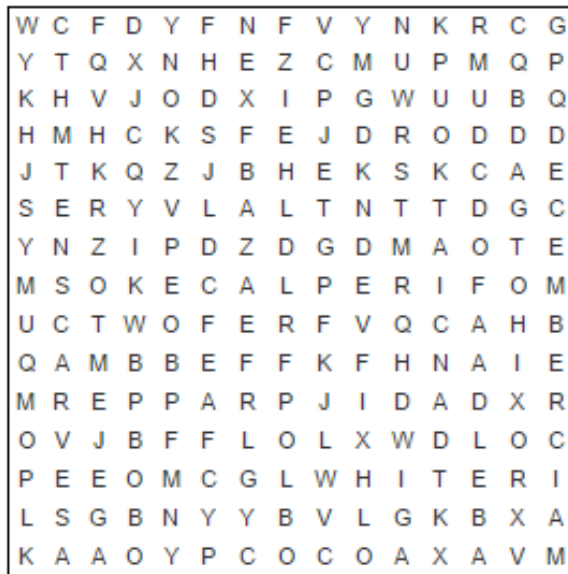 W C F D Y F N F V Y N K R C G
Y T Q X N H E Z C M U P M Q P
K H V J O D X I P G W U U B Q
H M H C K S F E J D R O D D D
J T K Q Z J B H E K S K C A E
S E R Y V L A L T N T T D G C
Y N Z I P D Z D G D M A O T E
M S O K E C A L P E R I F O M
U C T W O F E R F V Q C A H B
Q A M B B E F F K F H N A I E
M R E P P A R P J I D A D X R
O V J B F F L O L X W D L O C
P E E O M C G L W H I T E R I
L S G B N Y Y B V L G K B X A
K A A O Y P C O C O A X A V M